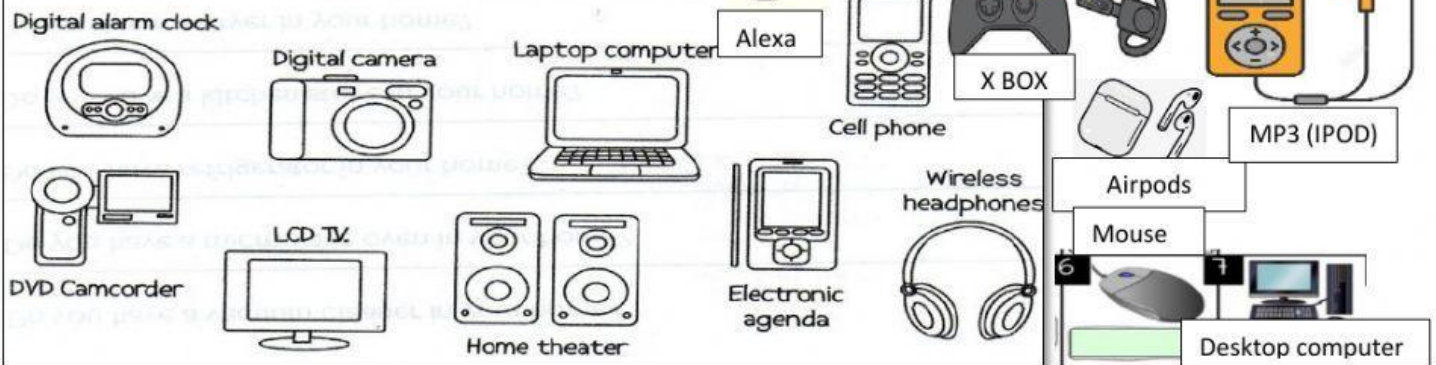 Digital alarm clock
Digital camera
Laptop computer
Alexa
X BOX
Cell phone
MP3 (IPOD)
Airpods
Wireless
headphones
Mouse
6
7
LCD TV
DVD Camcorder
Electronic
agenda
Home theater
Desktop computer